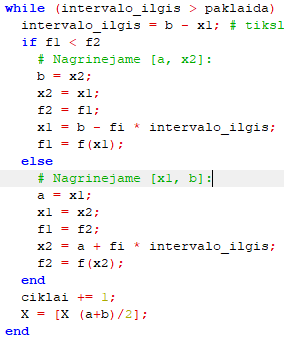 while (intervalo_ilgis > paklaida)
intervalo_ilgis = b - x1; # tiksl
if f1 < f2
# Nagrinejame [a, x2]:
b = x2;
x2 = x1;
f2 = f1;
x1 = b - fi * intervalo_ilgis;
f1 = f(x1);
else
# Nagrinejame [x1, b]:
a = x1;
x1 = x2;
f1 = f2;
x2 = a + fi * intervalo_ilgis;
f2 = f(x2);
end
ciklai += 1;
X = [X (a+b)/2];
end